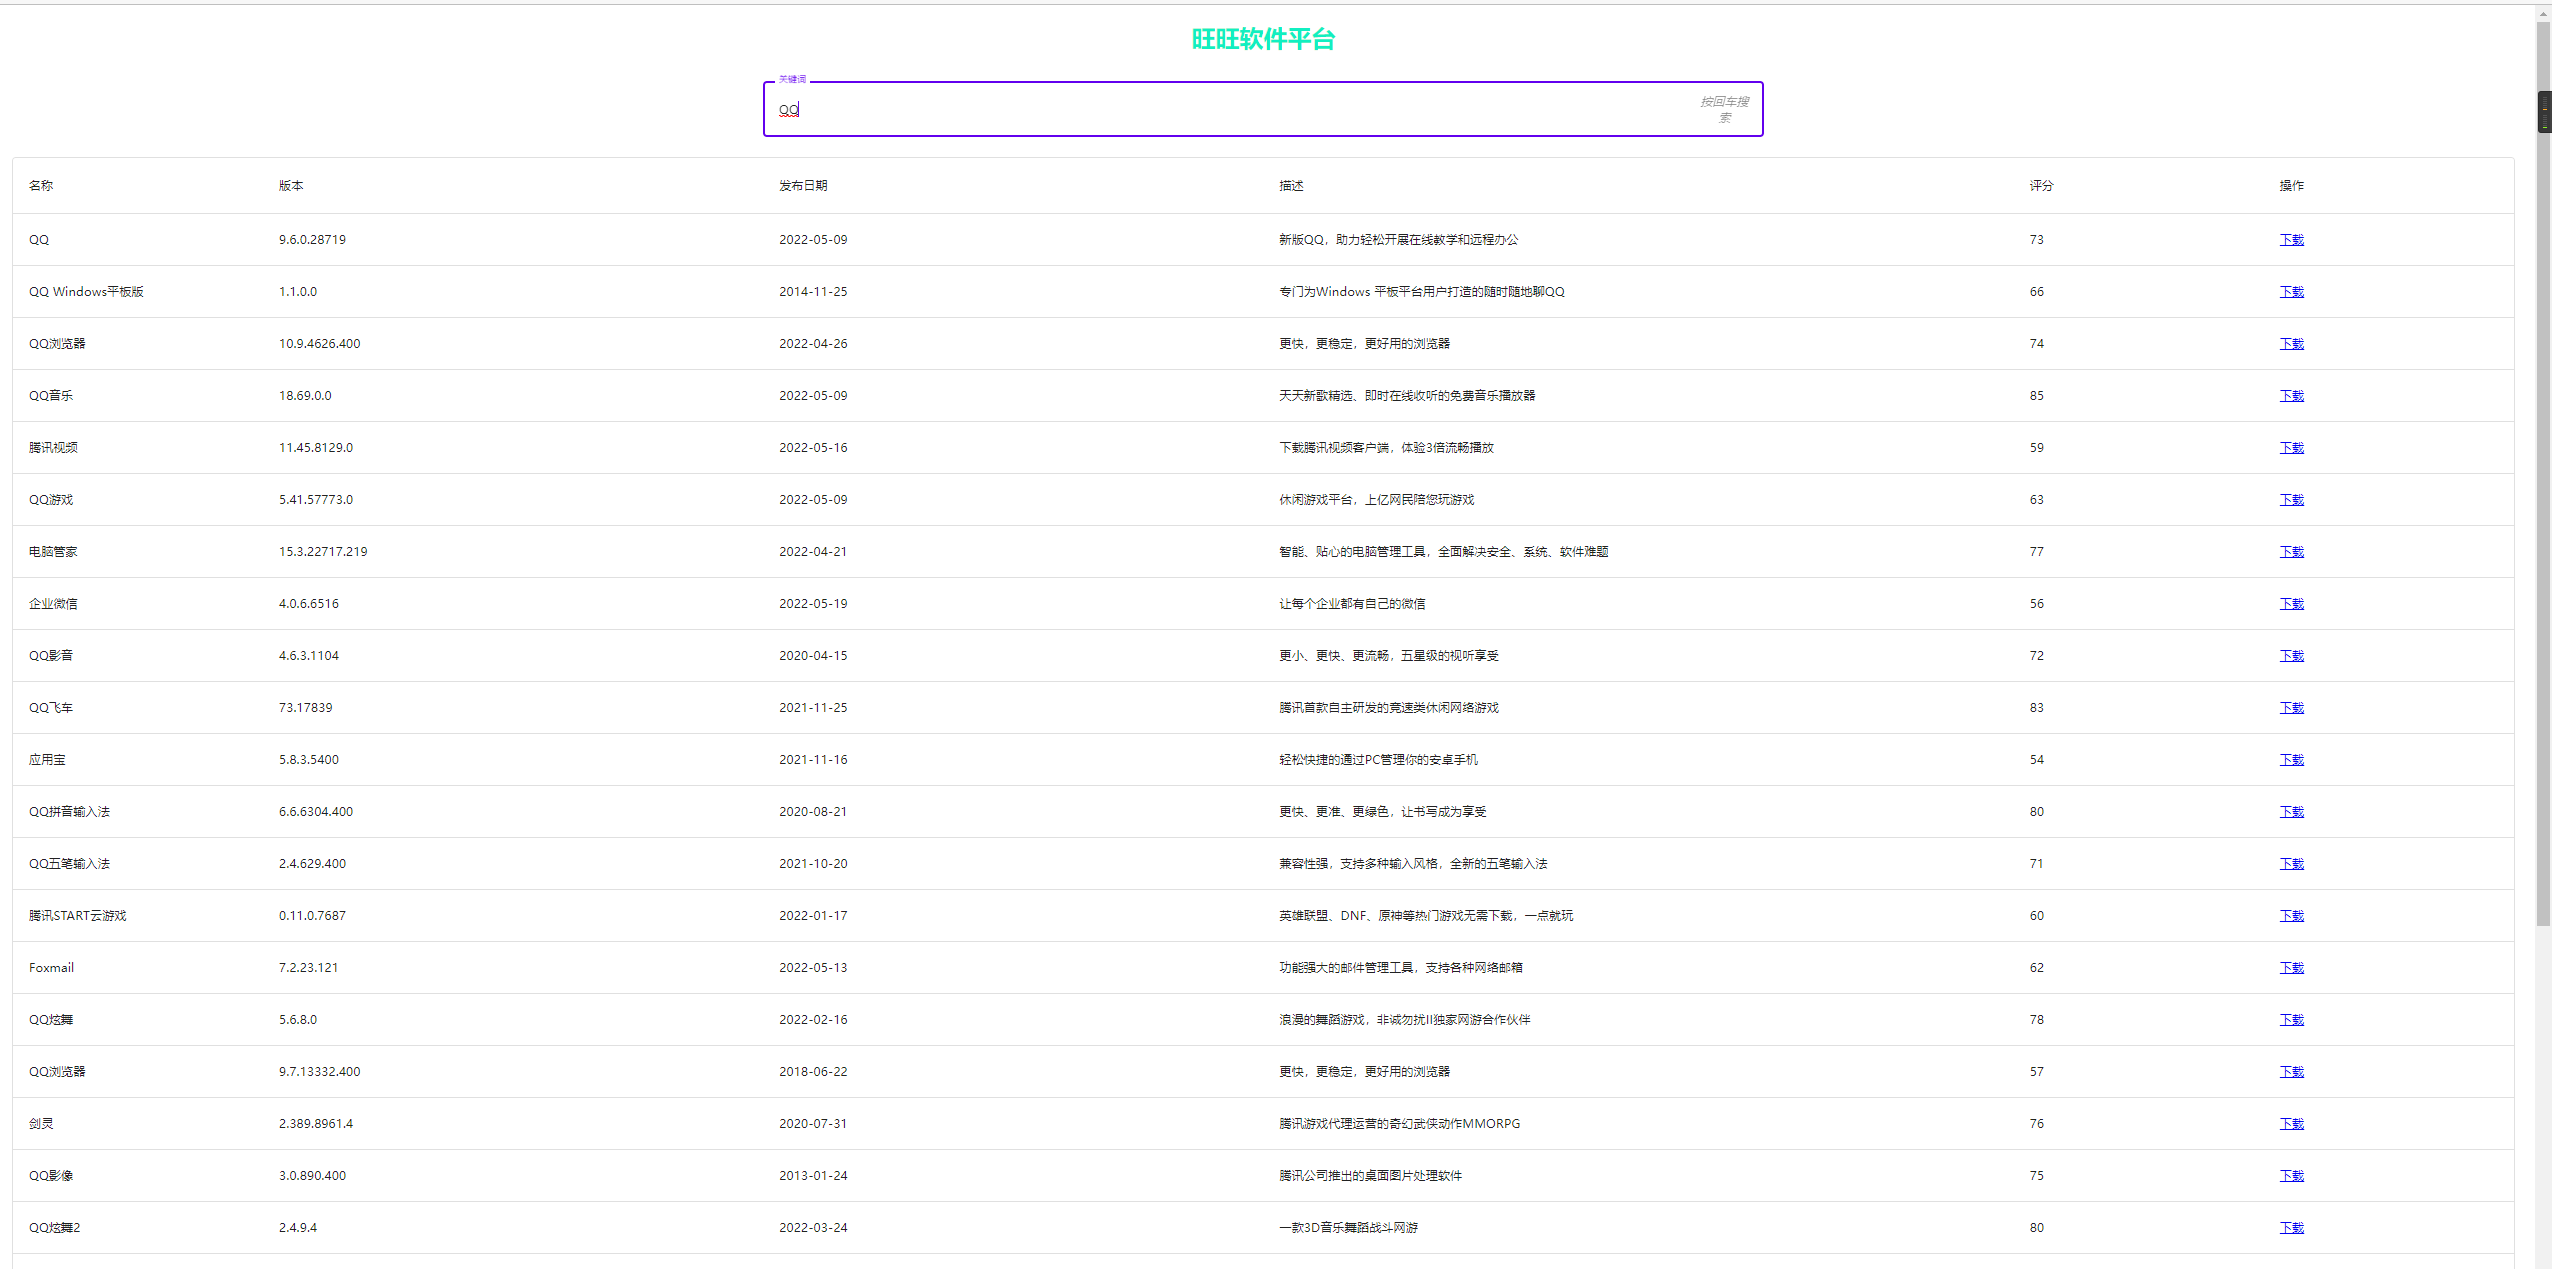 旺旺软件平台
关键词
QQ
按回车搜
索
名称 版本 发布日期 描述 评分 操作
QQ 9.6.0.28719 2022-05-09 新版QQ，助力轻松开展在线教学和远程办公 73 下载
QQ Windows平板版 1.1.0.0 2014-11-25 专门为Windows 平板平台用户打造的随时随地聊QQ 66 下载
QQ浏览器 10.9.4626.400 2022-04-26 更快，更稳定，更好用的浏览器 74 下载
QQ音乐 18.69.0.0 2022-05-09 天天新歌精选、即时在线收听的免费音乐播放器 85 下载
腾讯视频 11.45.8129.0 2022-05-16 下载腾讯视频客户端，体验3倍流畅播放 59 下载
QQ游戏 5.41.57773.0 2022-05-09 休闲游戏平台，上亿网民陪您玩游戏 63 下载
电脑管家 15.3.22717.219 2022-04-21 智能、贴心的电脑管理工具，全面解决安全、系统、软件难题 77 下载
企业微信 4.0.6.6516 2022-05-19 让每个企业都有自己的微信 56 下载
QQ影音 4.6.3.1104 2020-04-15 更小、更快、更流畅，五星级的视听享受 72 下载
QQ飞车 73.17839 2021-11-25 腾讯首款自主研发的竞速类休闲网络游戏 83 下载
应用宝 5.8.3.5400 2021-11-16 轻松快捷的通过PC管理你的安卓手机 54 下载
QQ拼音输入法 6.6.6304.400 2020-08-21 更快、更准、更绿色，让书写成为享受 80 下载
QQ五笔输入法 2.4.629.400 2021-10-20 兼容性强，支持多种输入风格，全新的五笔输入法 71 下载
腾讯START云游戏 0.11.0.7687 2022-01-17 英雄联盟、DNF、原神等热门游戏无需下载，一点就玩 60 下载
Foxmail 7.2.23.121 2022-05-13 功能强大的邮件管理工具，支持各种网络邮箱 62 下载
QQ炫舞 5.6.8.0 2022-02-16 浪漫的舞蹈游戏，非诚勿扰II独家网游合作伙伴 78 下载
QQ浏览器 9.7.13332.400 2018-06-22 更快，更稳定，更好用的浏览器 57 下载
剑灵 2.389.8961.4 2020-07-31 腾讯游戏代理运营的奇幻武侠动作MMORPG 76 下载
QQ影像 3.0.890.400 2013-01-24 腾讯公司推出的桌面图片处理软件 75 下载
QQ炫舞2 2.4.9.4 2022-03-24 一款3D音乐舞蹈战斗网游 80 下载